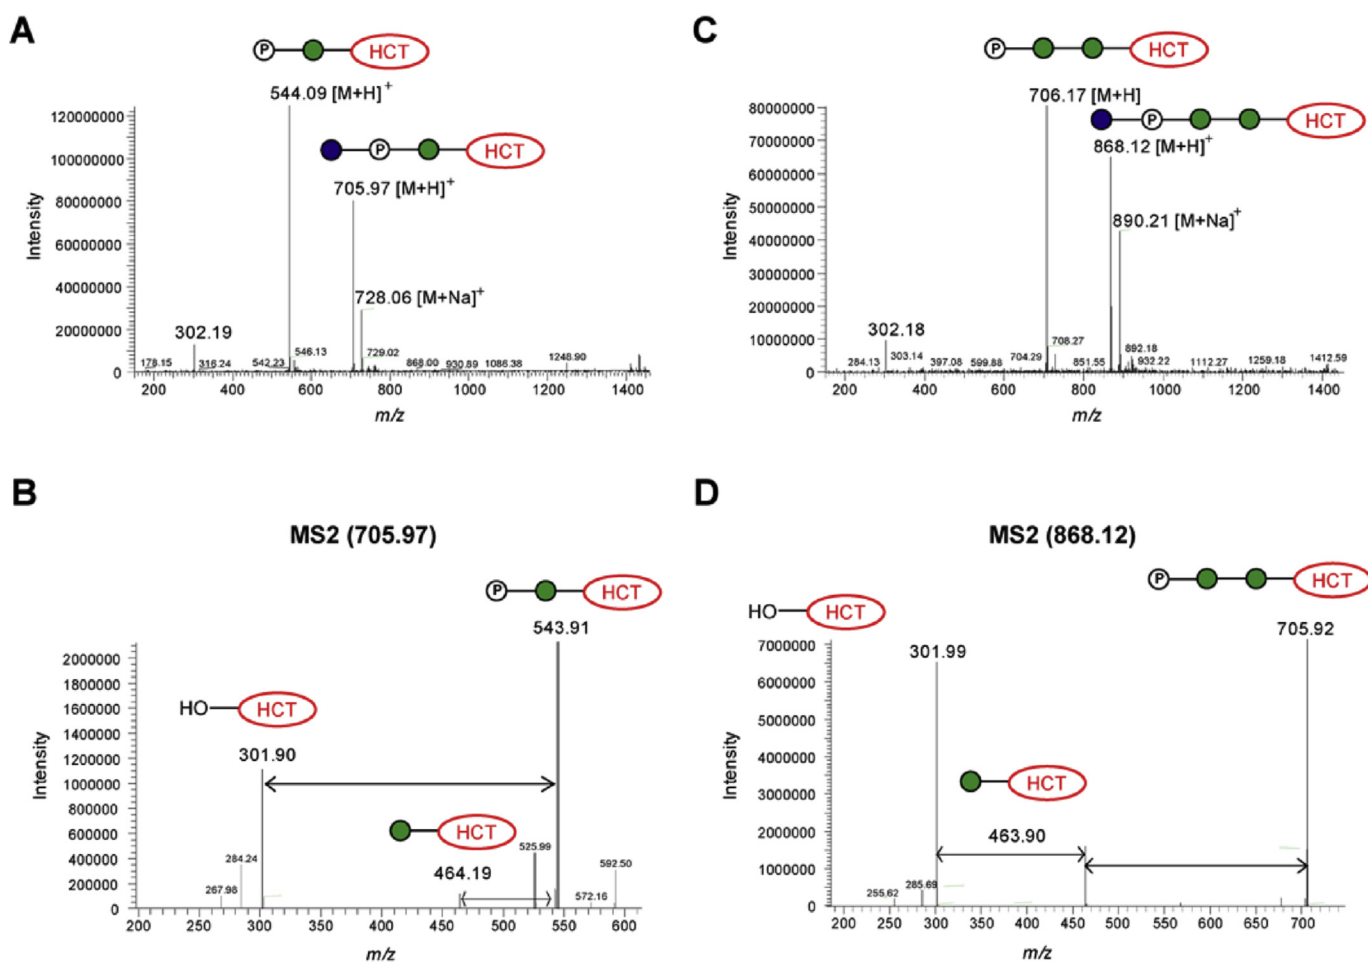 A
P HCT
544.09 [M+H]+
P HCT
705.97 [M+H]+
728.06 [M+Na]+
302.19
178.15 316.24 542.23 546.13 729.02 868.00 930.89 1086.38 1248.90
120000000
100000000
80000000
60000000
40000000
20000000
0
Intensity
200 400 600 800 1000 1200 1400
m/z
C
P HCT
706.17 [M+H]
P HCT
868.12 [M+H]+
890.21 [M+Na]+
302.18
284.13 303.14 397.08 599.88 704.29 708.27 851.55 892.18 932.22 1112.27 1259.18 1412.59
80000000
70000000
60000000
50000000
40000000
30000000
20000000
10000000
0
Intensity
200 400 600 800 1000 1200 1400
m/z
B
MS2 (705.97)
P HCT
543.91
HO HCT
301.90
HCT
464.19
284.24
267.98
525.99
572.16
592.50
2000000
1800000
1600000
1400000
1200000
1000000
800000
600000
400000
200000
0
Intensity
200 250 300 350 400 450 500 550 600
m/z
D
MS2 (868.12)
P HCT
705.92
HO HCT
301.99
HCT
463.90
255.62 285.69
7000000
6000000
5000000
4000000
3000000
2000000
1000000
0
Intensity
200 250 300 350 400 450 500 550 600 650 700
m/z